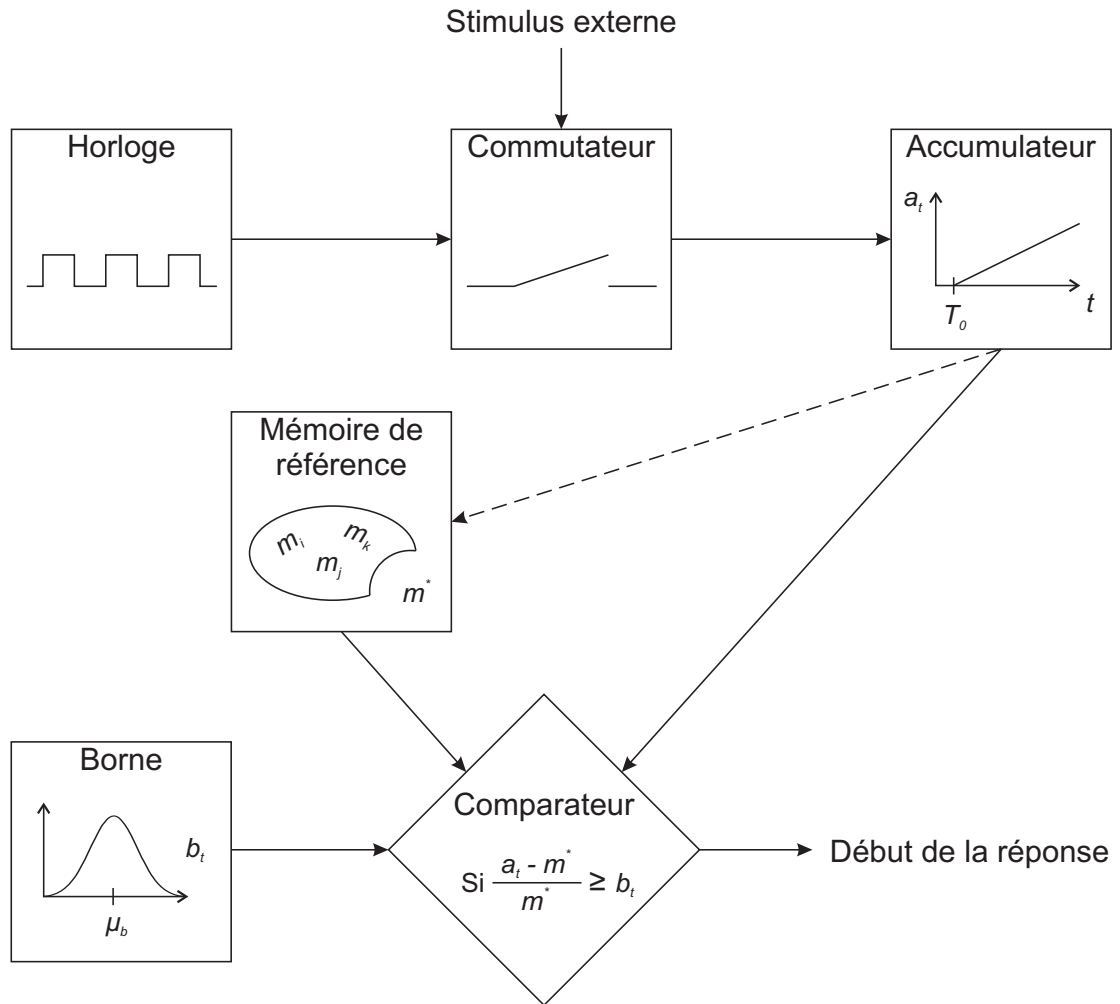 Stimulus externe
Horloge
Commutateur
Accumulateur
a_t
T_0
t
Mémoire de
référence
m_i
m_k
m_j
m*
Borne
b_t
μ_b
Comparateur
Si (a_t - m*) / m* ≥ b_t
Début de la réponse